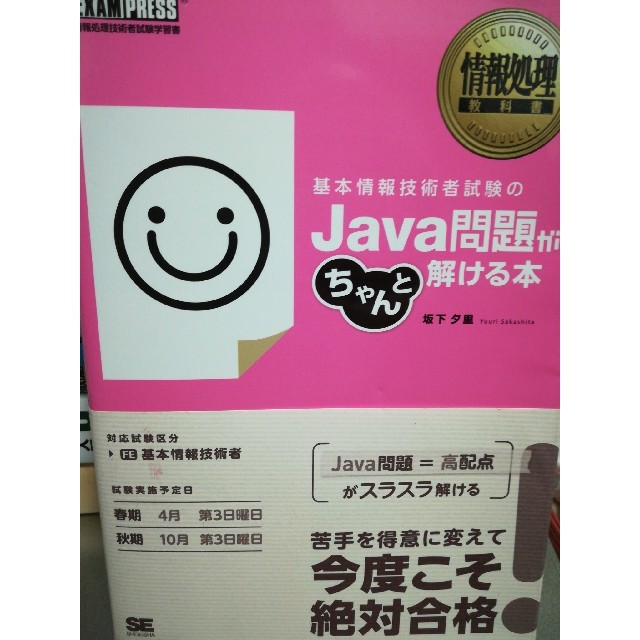 EXAMPRESS®
情報処理技術者試験学習書
情報処理
教科書
基本情報技術者試験の
Java問題が
ちゃんと
解ける本
坂下 夕里 Youri Sakashita
対応試験区分
FE 基本情報技術者
試験実施予定日
春期 4月 第3日曜日
秋期 10月 第3日曜日
Java問題 = 高配点
がスラスラ解ける
苦手を得意に変えて
今度こそ
絶対合格!
SE
SHOEISHA